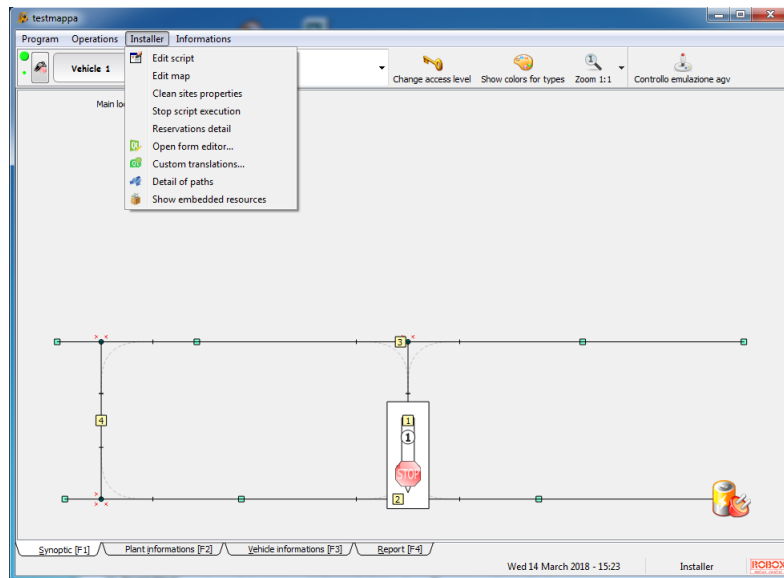 testmappa
Program Operations Installer Informations
Vehicle 1
Change access level Show colors for types Zoom 1:1 Controllo emulazione agv
Edit script
Edit map
Clean sites properties
Stop script execution
Reservations detail
Open form editor...
Custom translations...
Detail of paths
Show embedded resources
3
4
1
1
STOP
2
Synoptic [F1] Plant informations [F2] Vehicle informations [F3] Report [F4]
Wed 14 March 2018 - 15:23 Installer